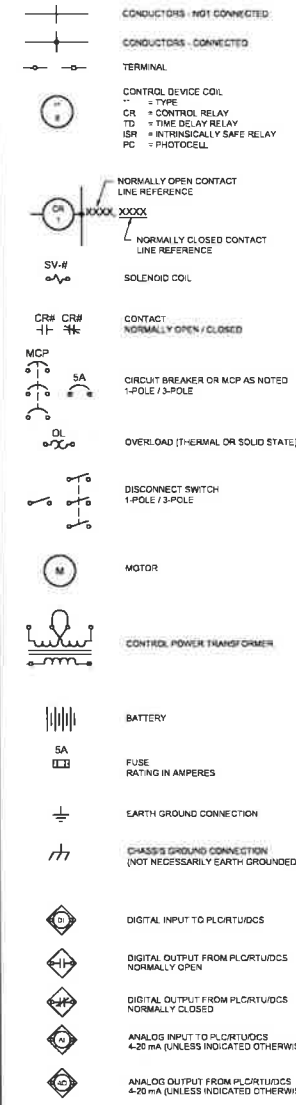 CONDUCTORS - NOT CONNECTED
CONDUCTORS - CONNECTED
TERMINAL
CONTROL DEVICE COIL
** = TYPE
CR = CONTROL RELAY
TD = TIME DELAY RELAY
ISR = INTRINSICALLY SAFE RELAY
PC = PHOTOCELL
**
#
NORMALLY OPEN CONTACT
LINE REFERENCE
CR
1
XXXX XXXX
NORMALLY CLOSED CONTACT
LINE REFERENCE
SV-#
SOLENOID COIL
CR# CR#
CONTACT
NORMALLY OPEN / CLOSED
MCP
5A
CIRCUIT BREAKER OR MCP AS NOTED
1-POLE / 3-POLE
OL
OVERLOAD (THERMAL OR SOLID STATE)
DISCONNECT SWITCH
1-POLE / 3-POLE
M
MOTOR
CONTROL POWER TRANSFORMER
BATTERY
5A
FUSE
RATING IN AMPERES
EARTH GROUND CONNECTION
CHASSIS GROUND CONNECTION
(NOT NECESSARILY EARTH GROUNDED
DI
DIGITAL INPUT TO PLC/RTU/DCS
DIGITAL OUTPUT FROM PLC/RTU/DCS
NORMALLY OPEN
DIGITAL OUTPUT FROM PLC/RTU/DCS
NORMALLY CLOSED
AI
ANALOG INPUT TO PLC/RTU/DCS
4-20 mA (UNLESS INDICATED OTHERWIS
AO
ANALOG OUTPUT FROM PLC/RTU/DCS
4-20 mA (UNLESS INDICATED OTHERWIS